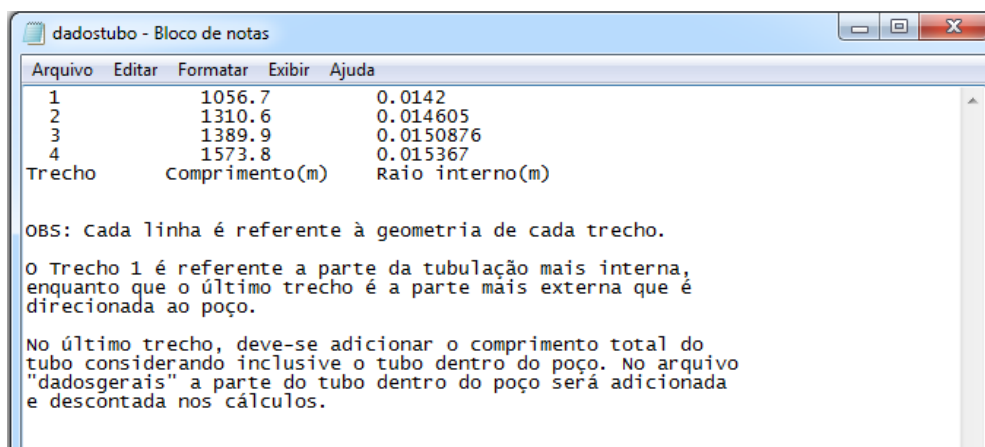 dadostubo - Bloco de notas
Arquivo Editar Formatar Exibir Ajuda
1 1056.7 0.0142
2 1310.6 0.014605
3 1389.9 0.0150876
4 1573.8 0.015367
Trecho Comprimento(m) Raio interno(m)
OBS: Cada linha é referente à geometria de cada trecho.
O Trecho 1 é referente a parte da tubulação mais interna,
enquanto que o último trecho é a parte mais externa que é
direcionada ao poço.
No último trecho, deve-se adicionar o comprimento total do
tubo considerando inclusive o tubo dentro do poço. No arquivo
"dadosgerais" a parte do tubo dentro do poço será adicionada
e descontada nos cálculos.